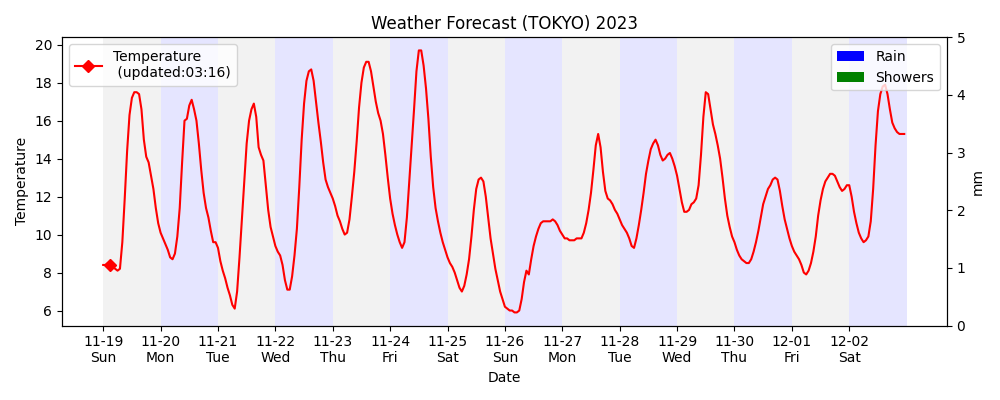 Weather Forecast (TOKYO) 2023
Temperature
(updated:03:16)
Rain
Showers
Temperature
20
18
16
14
12
10
8
6
5
4
3
2
1
0
mm
11-19 11-20 11-21 11-22 11-23 11-24 11-25 11-26 11-27 11-28 11-29 11-30 12-01 12-02
Sun Mon Tue Wed Thu Fri Sat Sun Mon Tue Wed Thu Fri Sat
Date